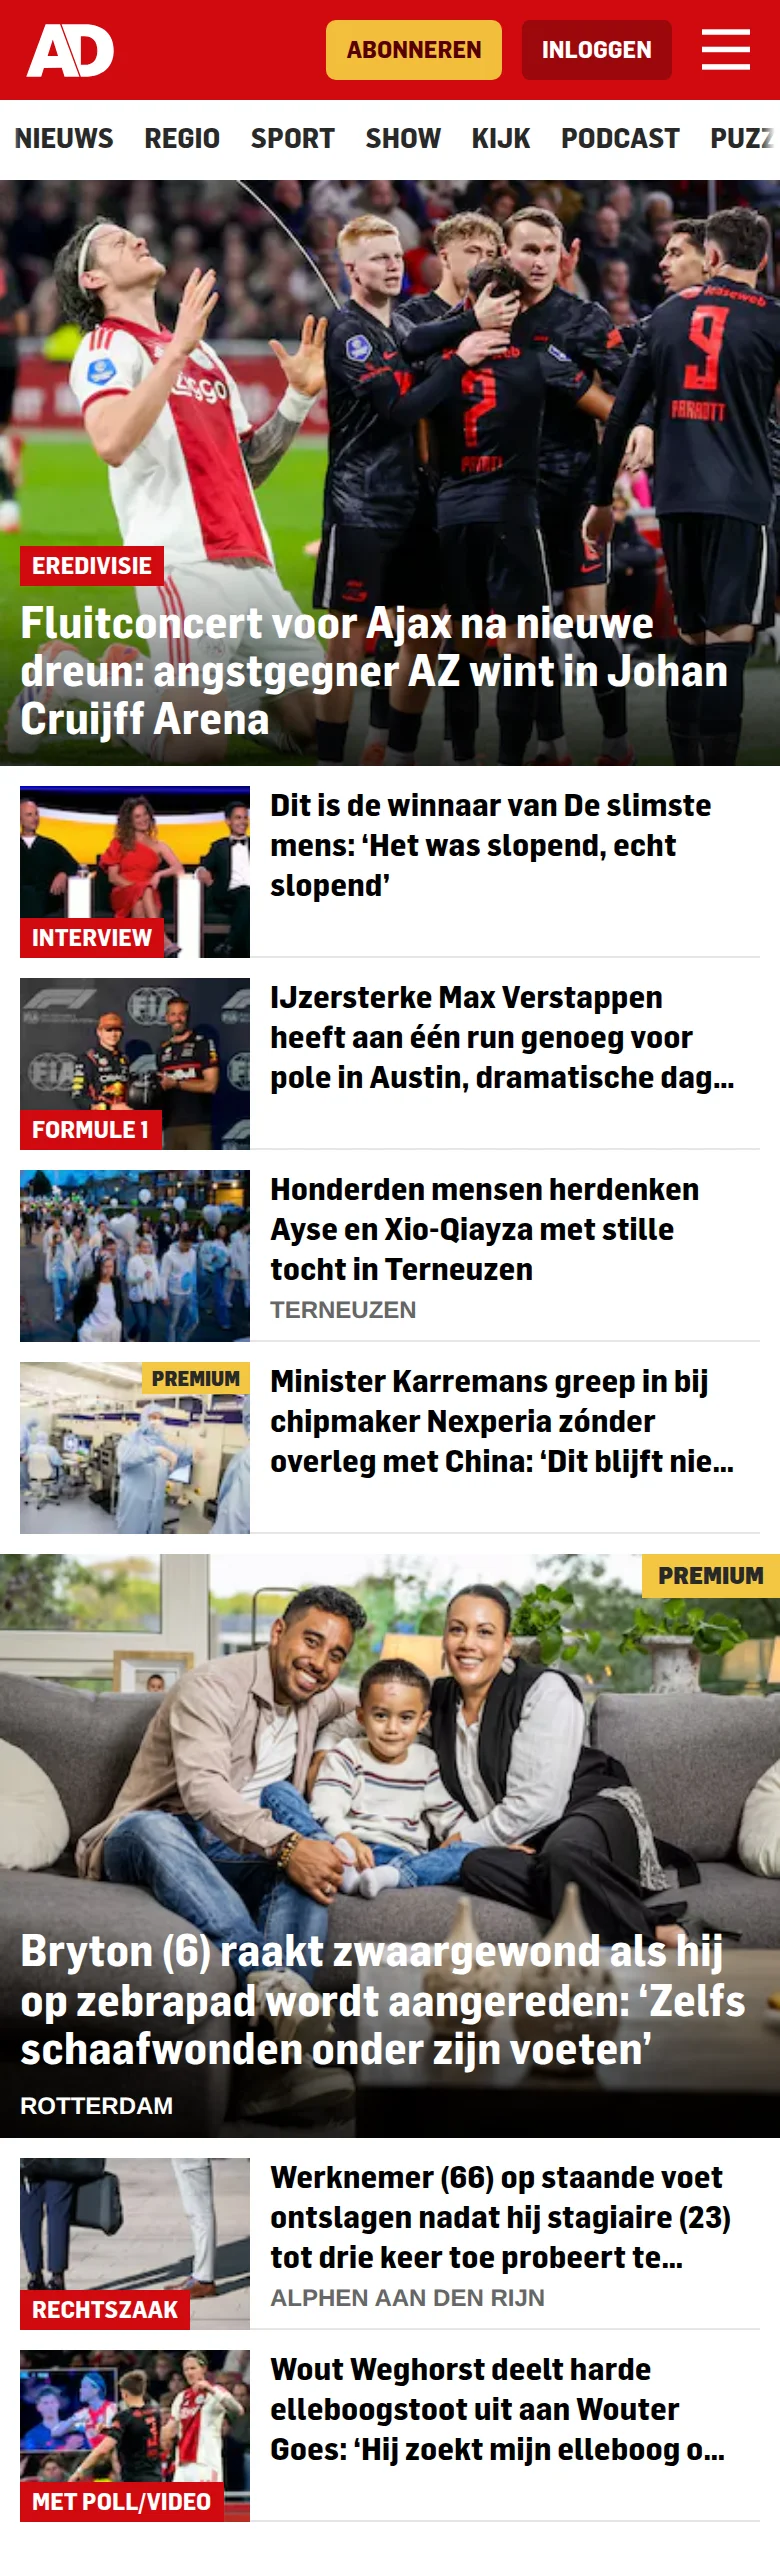 AD
ABONNEREN
INLOGGEN
NIEUWS REGIO SPORT SHOW KIJK PODCAST PUZZ
9
PARROTT
7
EREDIVISIE
Fluitconcert voor Ajax na nieuwe
dreun: angstgegner AZ wint in Johan
Cruijff Arena
Dit is de winnaar van De slimste
mens: ‘Het was slopend, echt
slopend’
INTERVIEW
IJzersterke Max Verstappen
heeft aan één run genoeg voor
pole in Austin, dramatische dag...
FIA
FORMULE 1
Honderden mensen herdenken
Ayse en Xio-Qiayza met stille
tocht in Terneuzen
TERNEUZEN
PREMIUM
Minister Karremans greep in bij
chipmaker Nexperia zónder
overleg met China: ‘Dit blijft nie...
PREMIUM
Bryton (6) raakt zwaargewond als hij
op zebrapad wordt aangereden: ‘Zelfs
schaafwonden onder zijn voeten’
ROTTERDAM
Werknemer (66) op staande voet
ontslagen nadat hij stagiaire (23)
tot drie keer toe probeert te...
ALPHEN AAN DEN RIJN
RECHTSZAAK
Wout Weghorst deelt harde
elleboogstoot uit aan Wouter
Goes: ‘Hij zoekt mijn elleboog o...
MET POLL/VIDEO